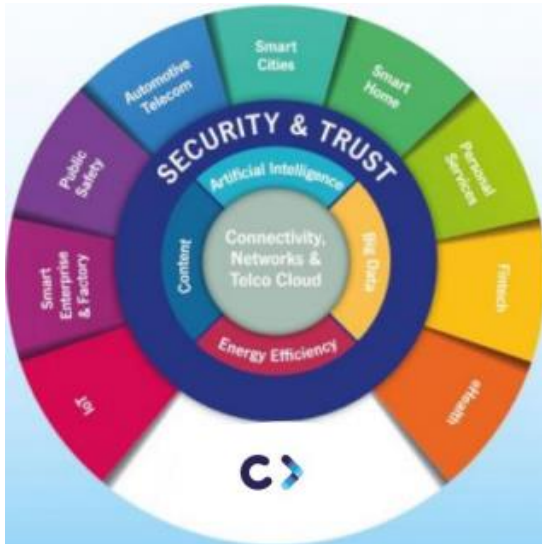 Smart
Cities
Smart
Home
Automotive
Telecom
Personal
Services
Public
Safety
SECURITY & TRUST
Artificial Intelligence
Smart
Enterprise
& Factory
Content
Connectivity,
Networks &
Telco Cloud
Big Data
Fintech
Energy Efficiency
IoT
eHealth
C